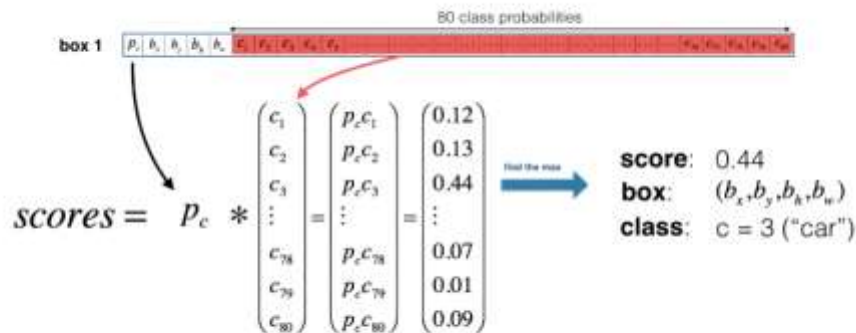 80 class probabilities
box 1 p_c b_x b_y b_h b_w c_1 c_2 c_3 c_4 c_5
scores = p_c * (c_1 c_2 c_3 ⋮ c_78 c_79 c_80) = (p_c c_1 p_c c_2 p_c c_3 ⋮ p_c c_78 p_c c_79 p_c c_80) = (0.12 0.13 0.44 ⋮ 0.07 0.01 0.09)
find the max
score: 0.44
box: (b_x, b_y, b_h, b_w)
class: c = 3 ("car")